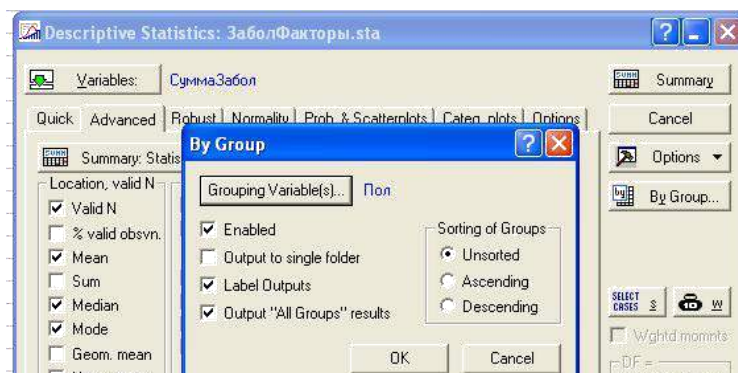 Descriptive Statistics: ЗаболФакторы.sta
Variables: СуммаЗабол
Summary
Quick Advanced Robust Normality Prob. & Scatterplots Categ. plots Options
Cancel
Summary: Statis
By Group
Options
Location, valid N
Grouping Variable(s)... Пол
By Group...
Valid N
Enabled
Sorting of Groups
% valid obsvn.
Output to single folder
Unsorted
Mean
Label Outputs
Ascending
Sum
Output "All Groups" results
Descending
Median
SELECT CASES S W
Mode
Wghtd momnts
Geom. mean
OK Cancel
DF =